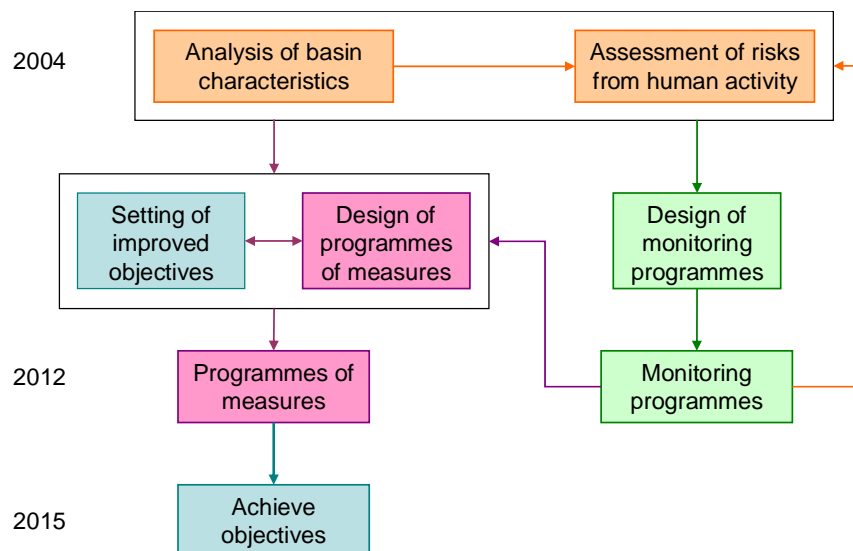 2004
Analysis of basin
characteristics
Assessment of risks
from human activity
Setting of
improved
objectives
Design of
programmes
of measures
Design of
monitoring
programmes
2012
Programmes of
measures
Monitoring
programmes
2015
Achieve
objectives